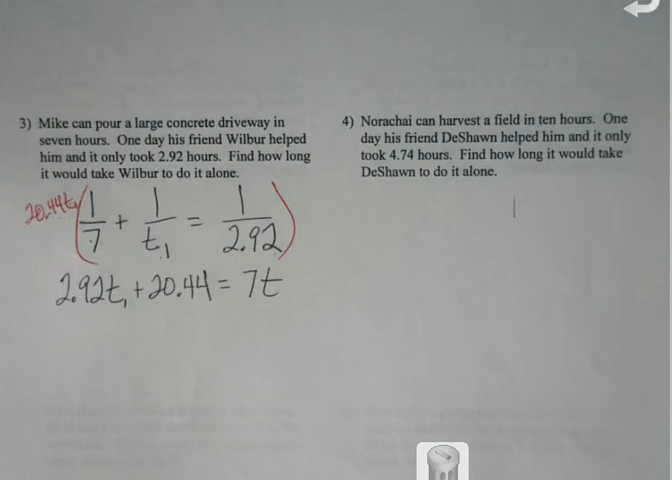 3) Mike can pour a large concrete driveway in
seven hours. One day his friend Wilbur helped
him and it only took 2.92 hours. Find how long
it would take Wilbur to do it alone.
20.44t₁(1/7 + 1/t₁ = 1/2.92)
2.92t₁ + 20.44 = 7t
4) Norachai can harvest a field in ten hours. One
day his friend DeShawn helped him and it only
took 4.74 hours. Find how long it would take
DeShawn to do it alone.